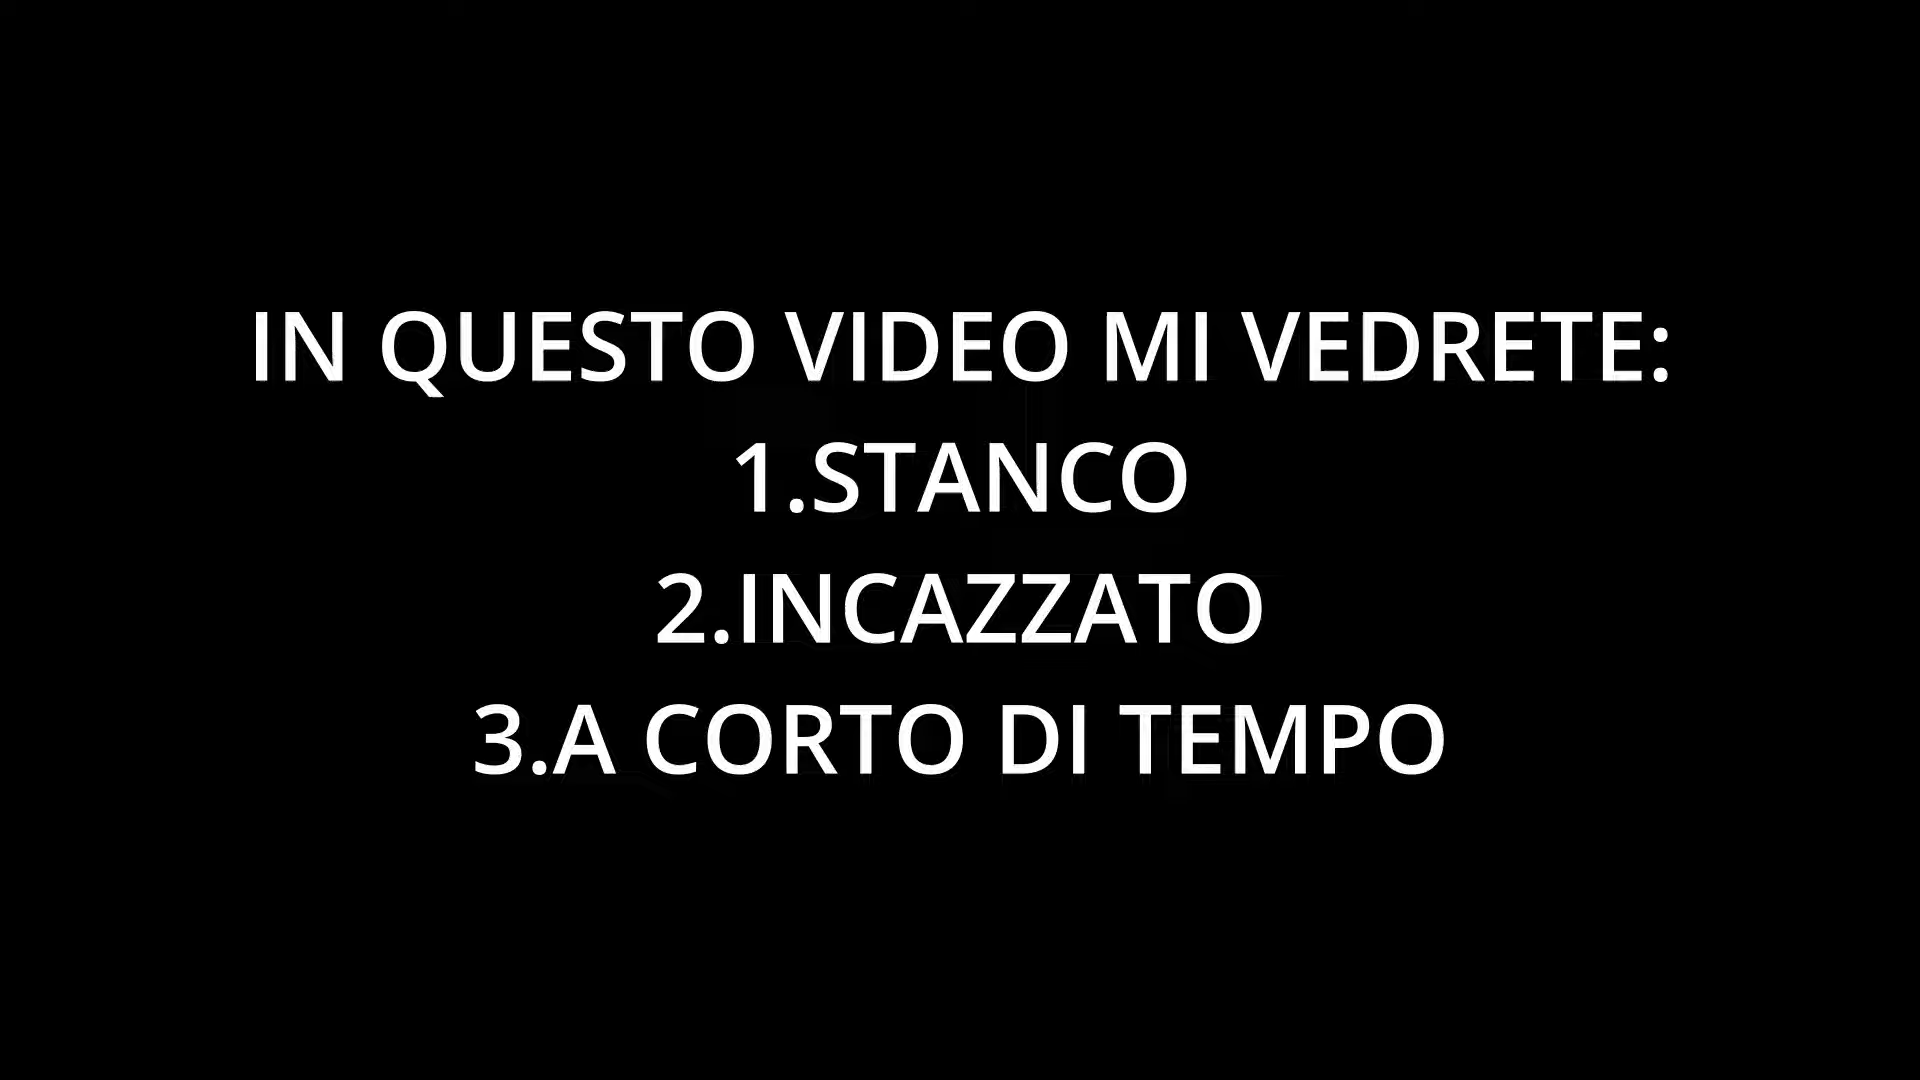 IN QUESTO VIDEO MI VEDRETE:
1.STANCO
2.INCAZZATO
3.A CORTO DI TEMPO